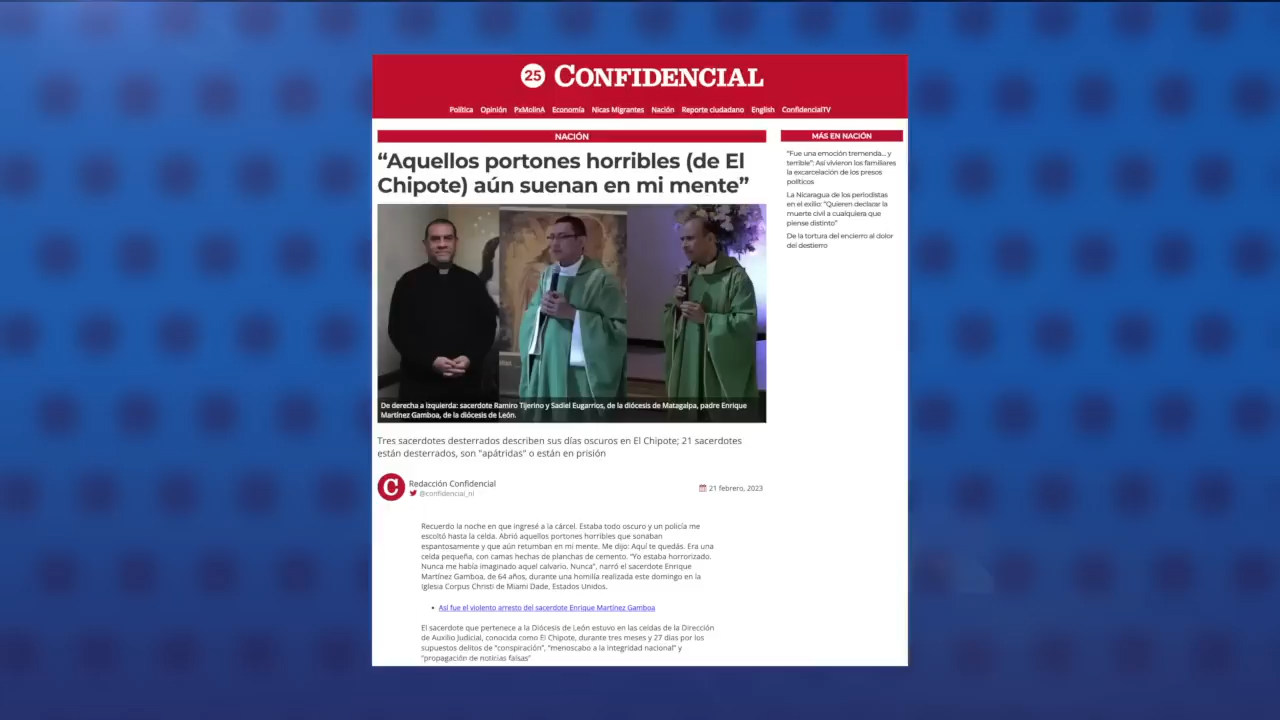 25 CONFIDENCIAL
Política Opinión PxMolinA Economía Nicas Migrantes Nación Reporte ciudadano English ConfidencialTV
NACIÓN
“Aquellos portones horribles (de El
Chipote) aún suenan en mi mente”
De derecha a izquierda: sacerdote Ramiro Tijerino y Sadiel Eugarrios, de la diócesis de Matagalpa, padre Enrique
Martínez Gamboa, de la diócesis de León.
Tres sacerdotes desterrados describen sus días oscuros en El Chipote; 21 sacerdotes
están desterrados, son "apátridas" o están en prisión
C
Redacción Confidencial
@confidencial_ni
21 febrero, 2023
Recuerdo la noche en que ingresé a la cárcel. Estaba todo oscuro y un policía me
escoltó hasta la celda. Abrió aquellos portones horribles que sonaban
espantosamente y que aún retumban en mi mente. Me dijo: Aquí te quedás. Era una
celda pequeña, con camas hechas de planchas de cemento. “Yo estaba horrorizado.
Nunca me había imaginado aquel calvario. Nunca”, narró el sacerdote Enrique
Martínez Gamboa, de 64 años, durante una homilía realizada este domingo en la
Iglesia Corpus Christi de Miami Dade, Estados Unidos.
• Así fue el violento arresto del sacerdote Enrique Martínez Gamboa
El sacerdote que pertenece a la Diócesis de León estuvo en las celdas de la Dirección
de Auxilio Judicial, conocida como El Chipote, durante tres meses y 27 días por los
supuestos delitos de “conspiración”, “menoscabo a la integridad nacional” y
“propagación de noticias falsas”
MÁS EN NACIÓN
“Fue una emoción tremenda... y
terrible”: Así vivieron los familiares
la excarcelación de los presos
políticos
La Nicaragua de los periodistas
en el exilio: “Quieren declarar la
muerte civil a cualquiera que
piense distinto”
De la tortura del encierro al dolor
del destierro